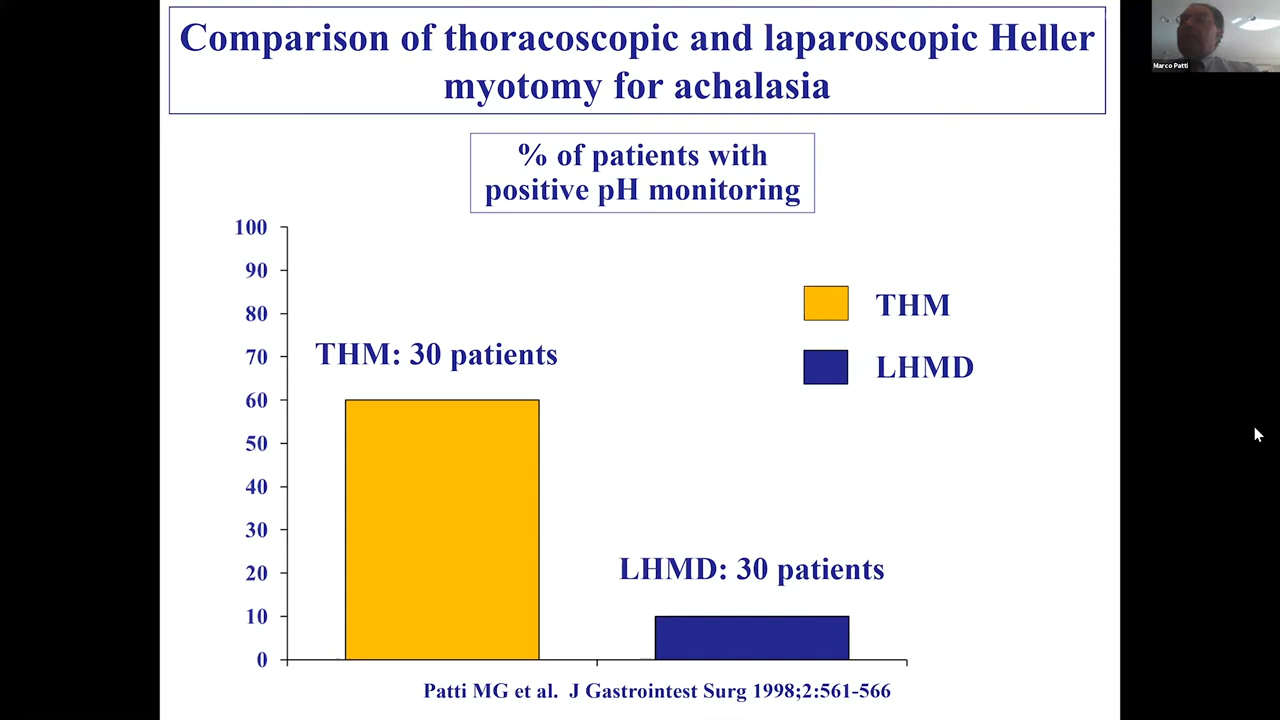 Comparison of thoracoscopic and laparoscopic Heller
myotomy for achalasia
Marco Patti
% of patients with
positive pH monitoring
100
90
80
70
60
50
40
30
20
10
0
THM: 30 patients
LHMD: 30 patients
THM
LHMD
Patti MG et al. J Gastrointest Surg 1998;2:561-566